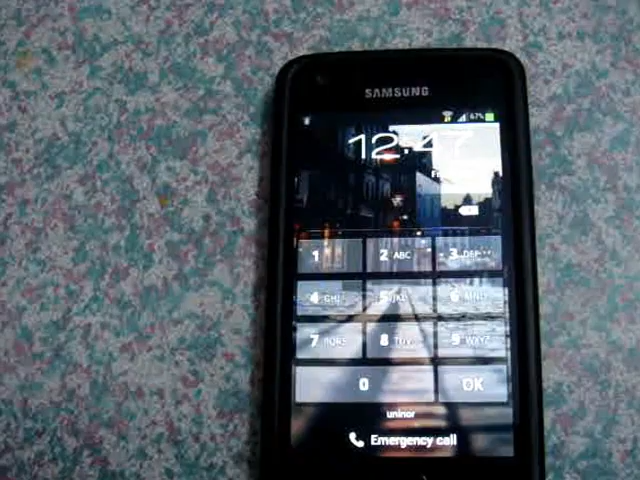 SAMSUNG
67%
12:47
1
2 ABC
3 DEF
4 GHI
5 JKL
6 MNO
7 PQRS
8 TUV
9 WXYZ
0
OK
uninor
Emergency call